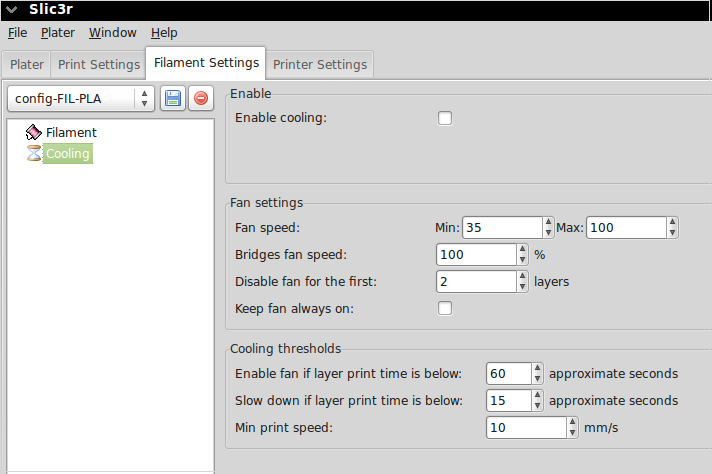 Slic3r
File Plater Window Help
Plater Print Settings Filament Settings Printer Settings
config-FIL-PLA
Filament
Cooling
Enable
Enable cooling:
Fan settings
Fan speed: Min: 35 Max: 100
Bridges fan speed: 100 %
Disable fan for the first: 2 layers
Keep fan always on:
Cooling thresholds
Enable fan if layer print time is below: 60 approximate seconds
Slow down if layer print time is below: 15 approximate seconds
Min print speed: 10 mm/s